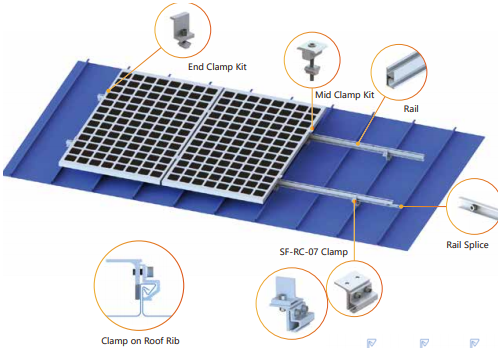 End Clamp Kit
Mid Clamp Kit
Rail
SF-RC-07 Clamp
Rail Splice
Clamp on Roof Rib